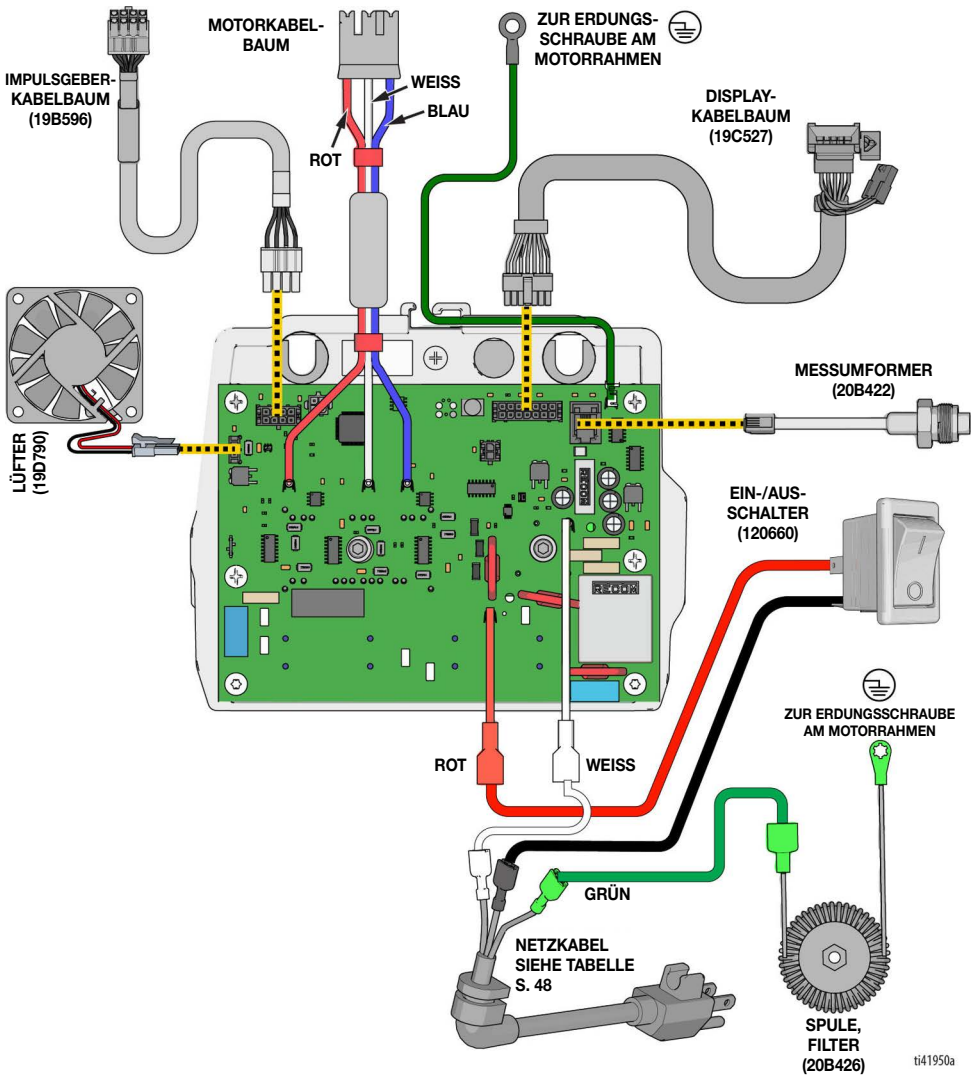 MOTORKABEL-
BAUM
ZUR ERDUNGS-
SCHRAUBE AM
MOTORRAHMEN
IMPULSGEBER-
KABELBAUM
(19B596)
WEISS
BLAU
ROT
DISPLAY-
KABELBAUM
(19C527)
LÜFTER
(19D790)
MESSUMFORMER
(20B422)
EIN-/AUS-
SCHALTER
(120660)
ZUR ERDUNGSSCHRAUBE
AM MOTORRAHMEN
ROT
WEISS
GRÜN
NETZKABEL
SIEHE TABELLE
S. 48
SPULE,
FILTER
(20B426)
ti41950a